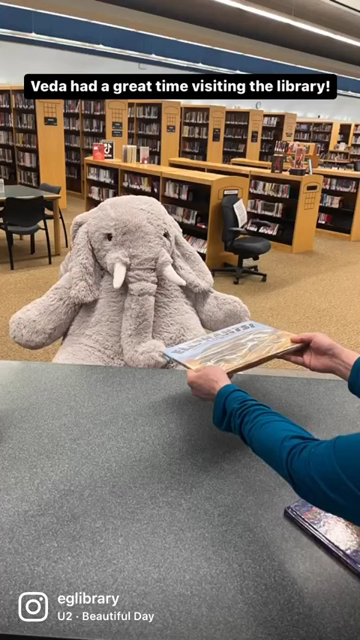 Veda had a great time visiting the library!
eglibrary
U2 · Beautiful Day